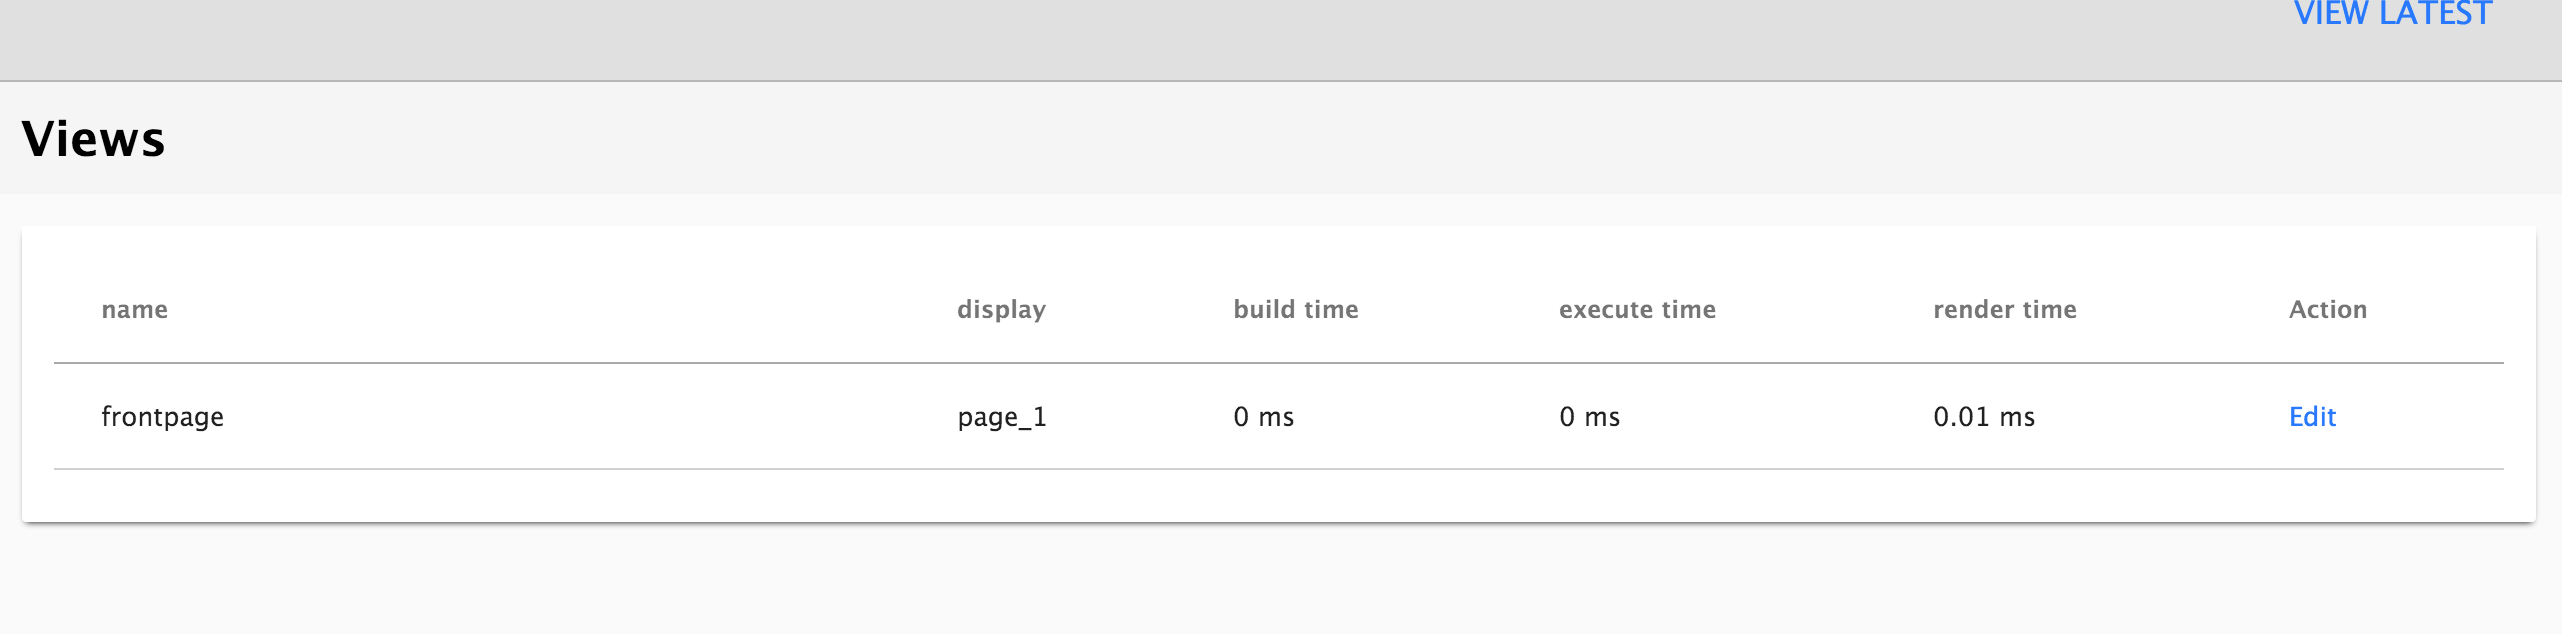 VIEW LATEST
Views
name display build time execute time render time Action
frontpage page_1 0 ms 0 ms 0.01 ms Edit